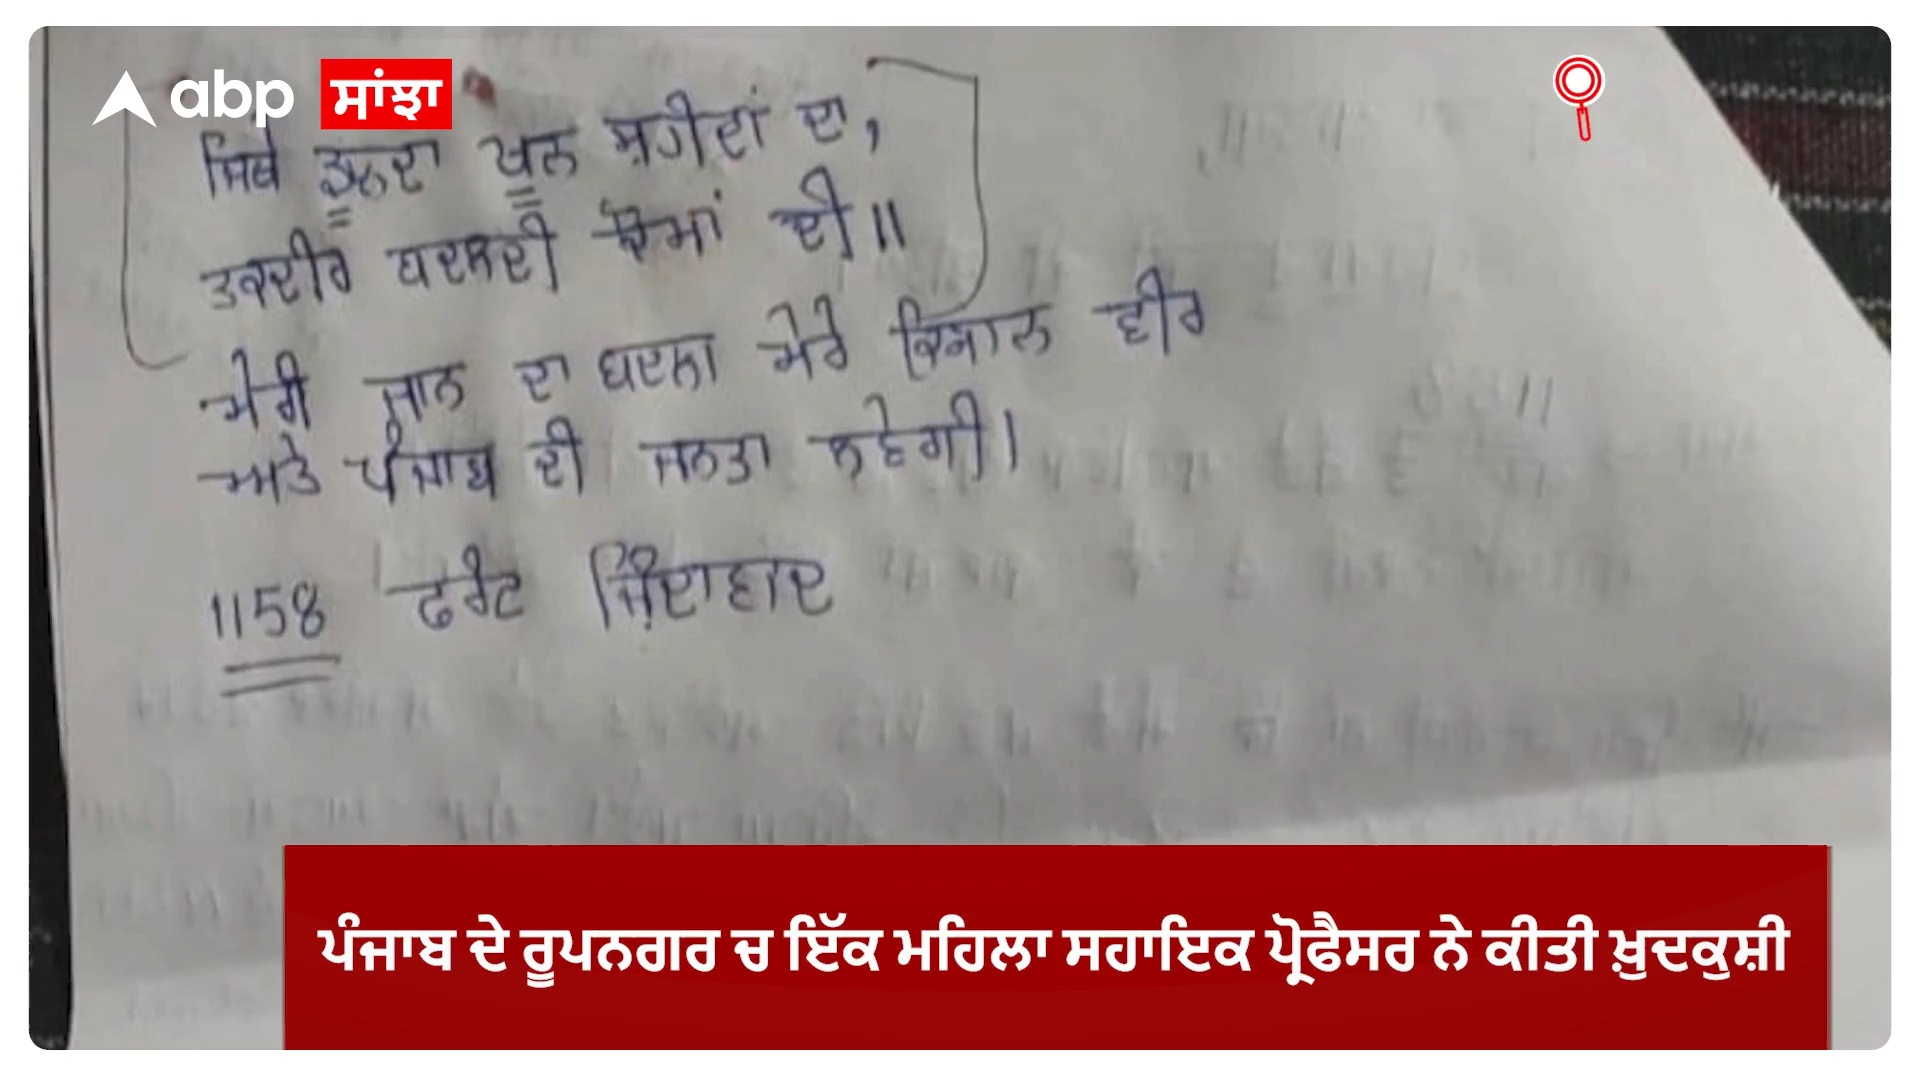 abp ਸਾਂਝਾ
ਜਿਥੇ ਡੁਲਦਾ ਖੂਨ ਸ਼ਹੀਦਾਂ ਦਾ,
ਤਕਦੀਰ ਬਦਲਦੀ ਕੌਮਾਂ ਦੀ॥
ਮੇਰੀ ਜਾਨ ਦਾ ਬਦਲਾ ਮੇਰੇ ਕਿਸਾਨ ਵੀਰ
ਅਤੇ ਪੰਜਾਬ ਦੀ ਜਨਤਾ ਲਵੇਗੀ।
1158 ਫਰੰਟ ਜ਼ਿੰਦਾਬਾਦ
ਪੰਜਾਬ ਦੇ ਰੂਪਨਗਰ ਚ ਇੱਕ ਮਹਿਲਾ ਸਹਾਇਕ ਪ੍ਰੋਫੈਸਰ ਨੇ ਕੀਤੀ ਖ਼ੁਦਕੁਸ਼ੀ